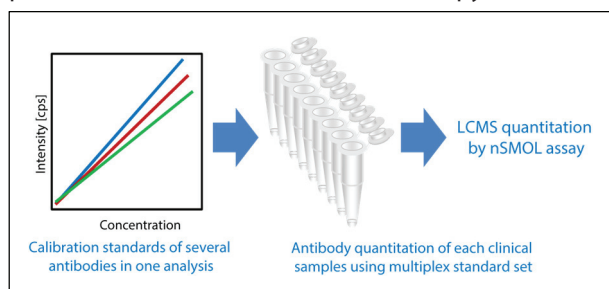 Intensity [cps]
Concentration
Calibration standards of several
antibodies in one analysis
Antibody quantitation of each clinical
samples using multiplex standard set
LCMS quantitation
by nSMOL assay